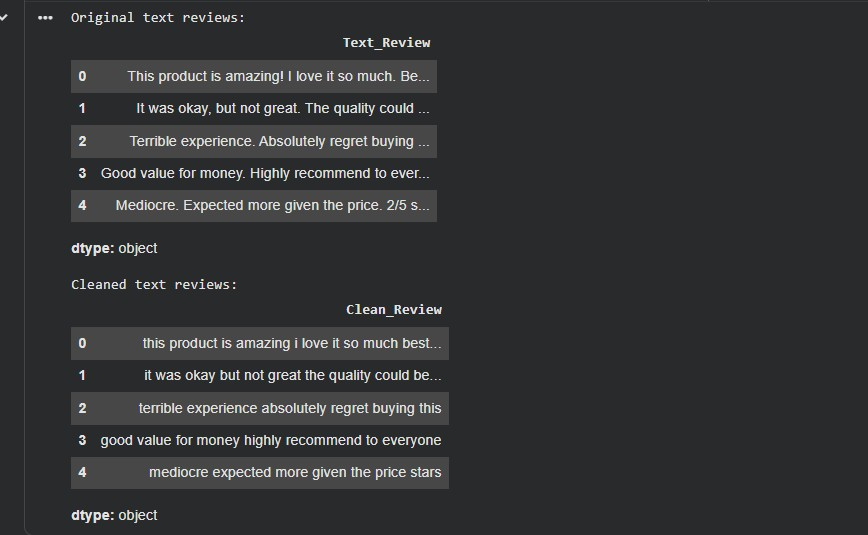 Original text reviews:
Text_Review
0 This product is amazing! I love it so much. Be...
1 It was okay, but not great. The quality could ...
2 Terrible experience. Absolutely regret buying ...
3 Good value for money. Highly recommend to ever...
4 Mediocre. Expected more given the price. 2/5 s...
dtype: object
Cleaned text reviews:
Clean_Review
0 this product is amazing i love it so much best...
1 it was okay but not great the quality could be...
2 terrible experience absolutely regret buying this
3 good value for money highly recommend to everyone
4 mediocre expected more given the price stars
dtype: object